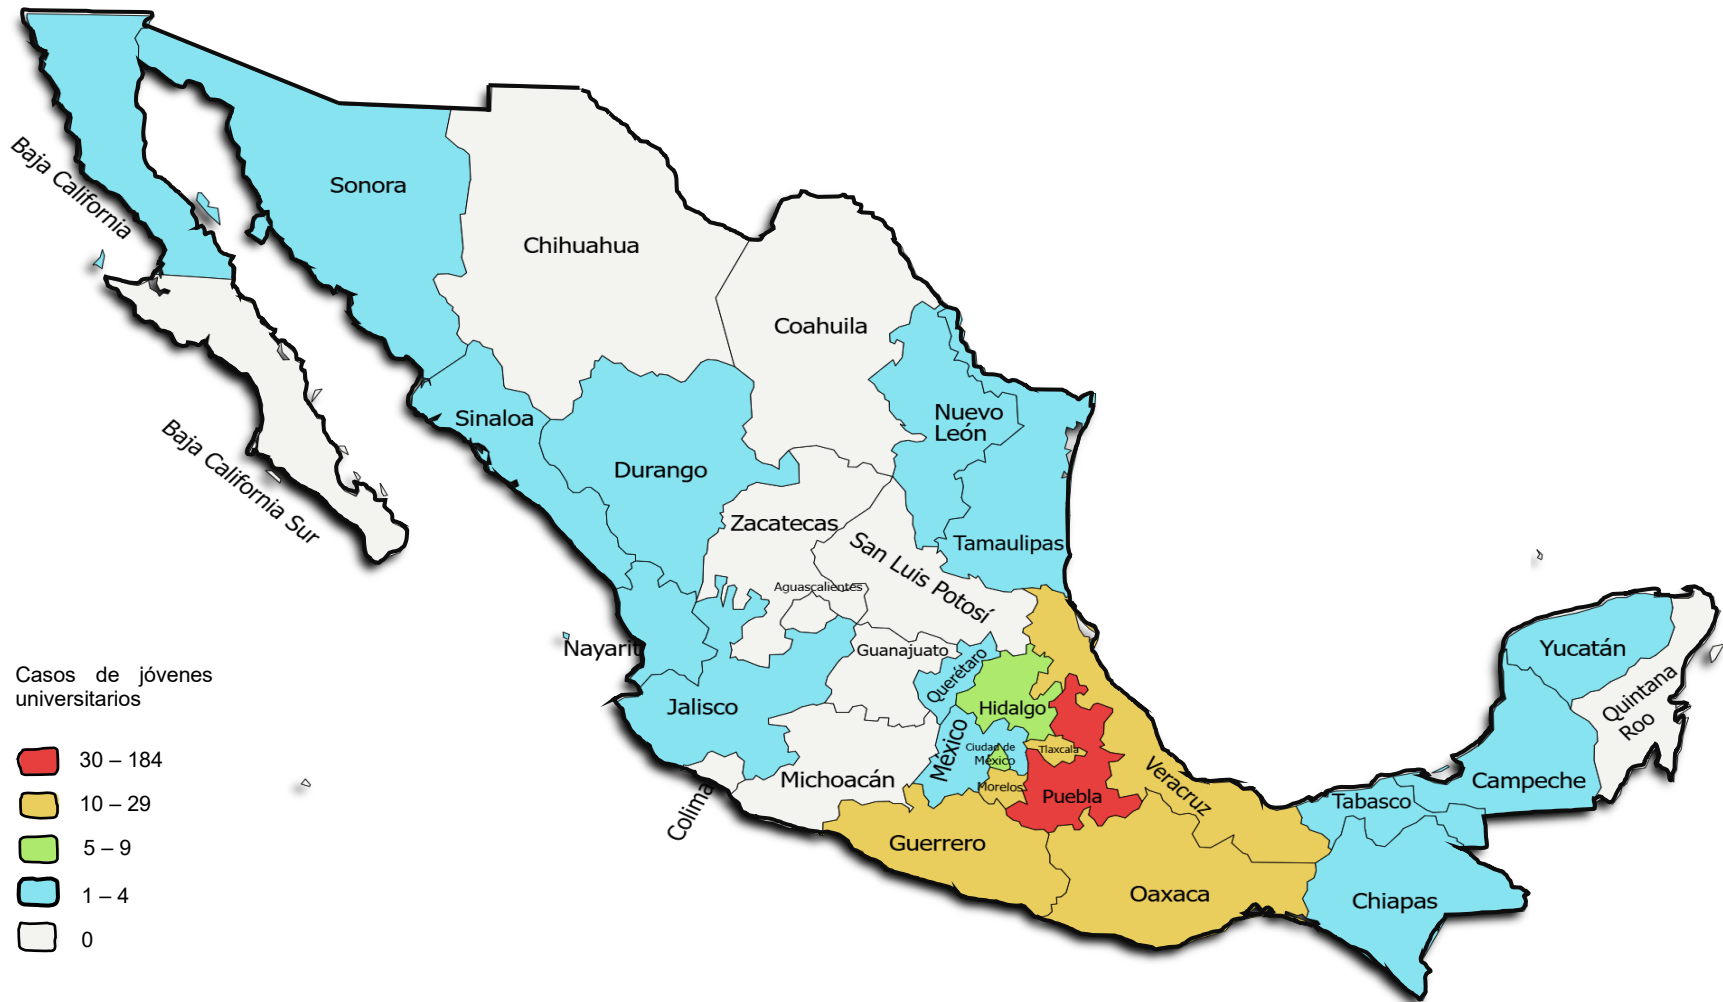 Baja California
Sonora
Chihuahua
Coahuila
Baja California Sur
Sinaloa
Nuevo
León
Durango
Zacatecas
Tamaulipas
San Luis Potosí
Aguascalientes
Nayarit
Guanajuato
Querétaro
Yucatán
Quintana
Roo
Jalisco
Hidalgo
México
Ciudad de
México
Tlaxcala
Michoacán
Morelos
Puebla
Veracruz
Campeche
Tabasco
Colima
Guerrero
Oaxaca
Chiapas
Casos de jóvenes
universitarios
30 – 184
10 – 29
5 – 9
1 – 4
0